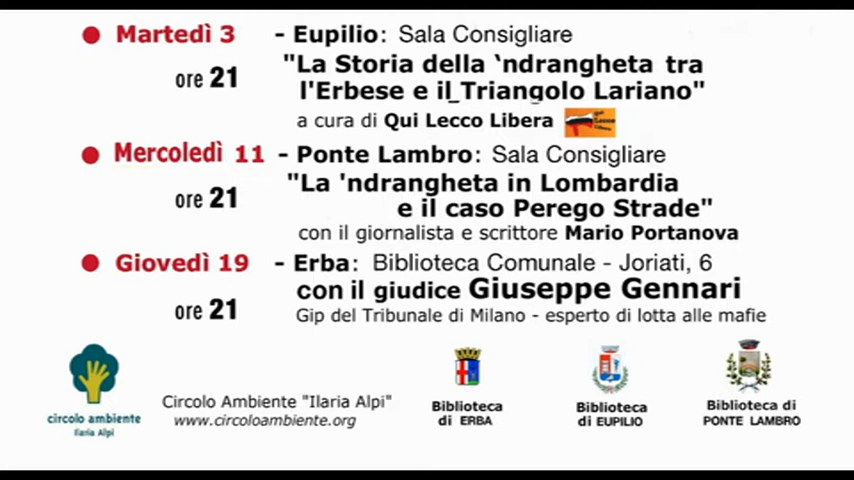 Martedì 3 - Eupilio: Sala Consigliare
ore 21 "La Storia della ‘ndrangheta tra
l'Erbese e il Triangolo Lariano"
a cura di Qui Lecco Libera
Mercoledì 11 - Ponte Lambro: Sala Consigliare
ore 21 "La 'ndrangheta in Lombardia
e il caso Perego Strade"
con il giornalista e scrittore Mario Portanova
Giovedì 19 - Erba: Biblioteca Comunale - Joriati, 6
con il giudice Giuseppe Gennari
ore 21 Gip del Tribunale di Milano - esperto di lotta alle mafie
circolo ambiente
Ilaria Alpi
Circolo Ambiente "Ilaria Alpi"
www.circoloambiente.org
Biblioteca
di ERBA
Biblioteca
di EUPILIO
Biblioteca di
PONTE LAMBRO